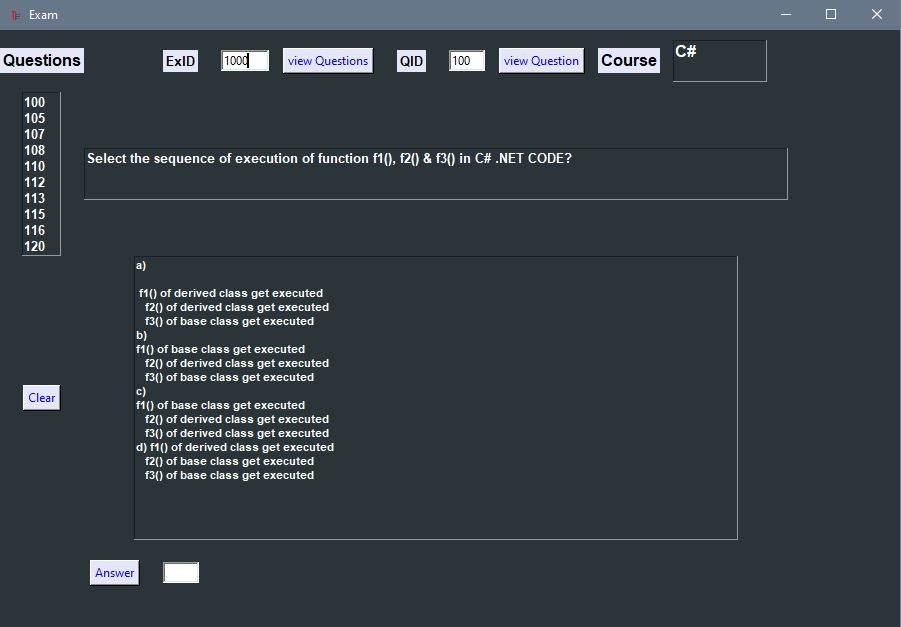 Exam
Questions
ExID
1000
view Questions
QID
100
view Question
Course
C#
100
105
107
108
110
112
113
115
116
120
Select the sequence of execution of function f1(), f2() & f3() in C# .NET CODE?
a)
f1() of derived class get executed
f2() of derived class get executed
f3() of base class get executed
b)
f1() of base class get executed
f2() of derived class get executed
f3() of base class get executed
c)
f1() of base class get executed
f2() of derived class get executed
f3() of derived class get executed
d) f1() of derived class get executed
f2() of base class get executed
f3() of base class get executed
Clear
Answer